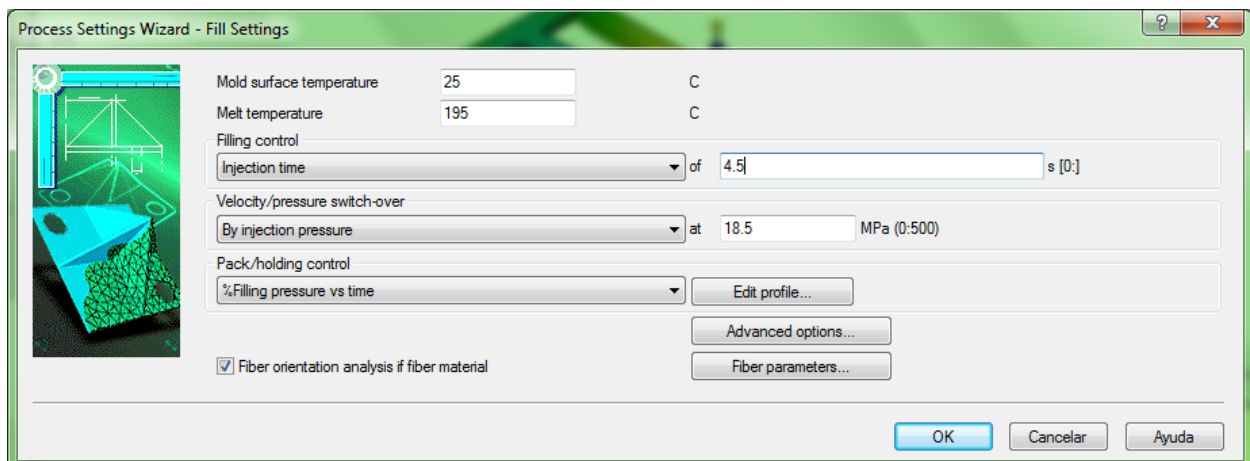 Process Settings Wizard - Fill Settings
? X
Mold surface temperature 25 C
Melt temperature 195 C
Filling control
Injection time of 4.5 s [0:]
Velocity/pressure switch-over
By injection pressure at 18.5 MPa (0:500)
Pack/holding control
%Filling pressure vs time Edit profile...
Advanced options...
Fiber orientation analysis if fiber material Fiber parameters...
OK Cancelar Ayuda